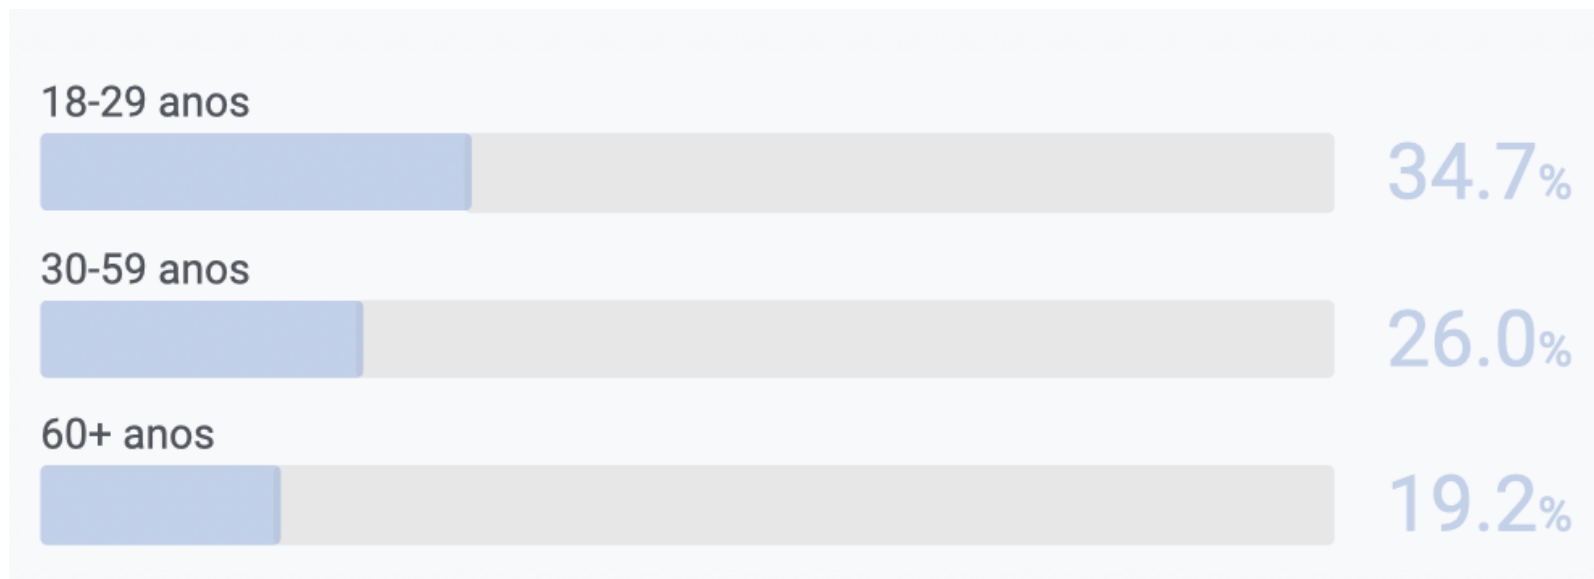 18-29 anos
34.7%
30-59 anos
26.0%
60+ anos
19.2%